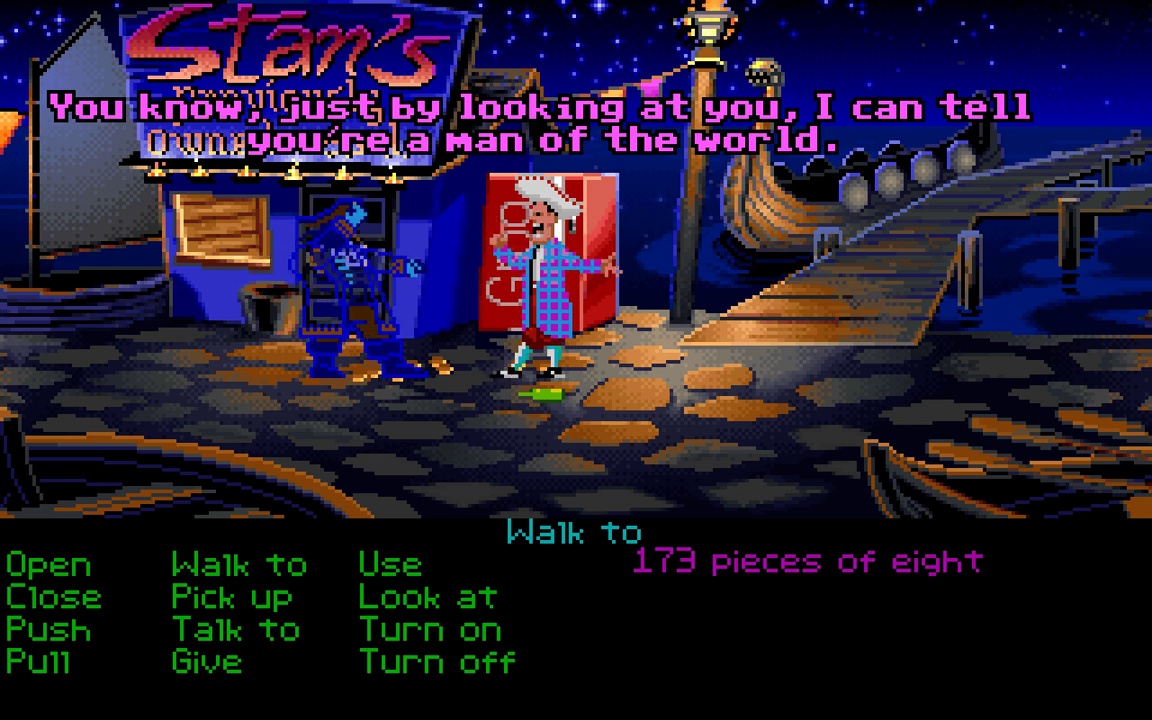 Stan's
You know, just by looking at you, I can tell
you're a man of the world.
GROG
Walk to
Open Walk to Use 173 pieces of eight
Close Pick up Look at
Push Talk to Turn on
Pull Give Turn off